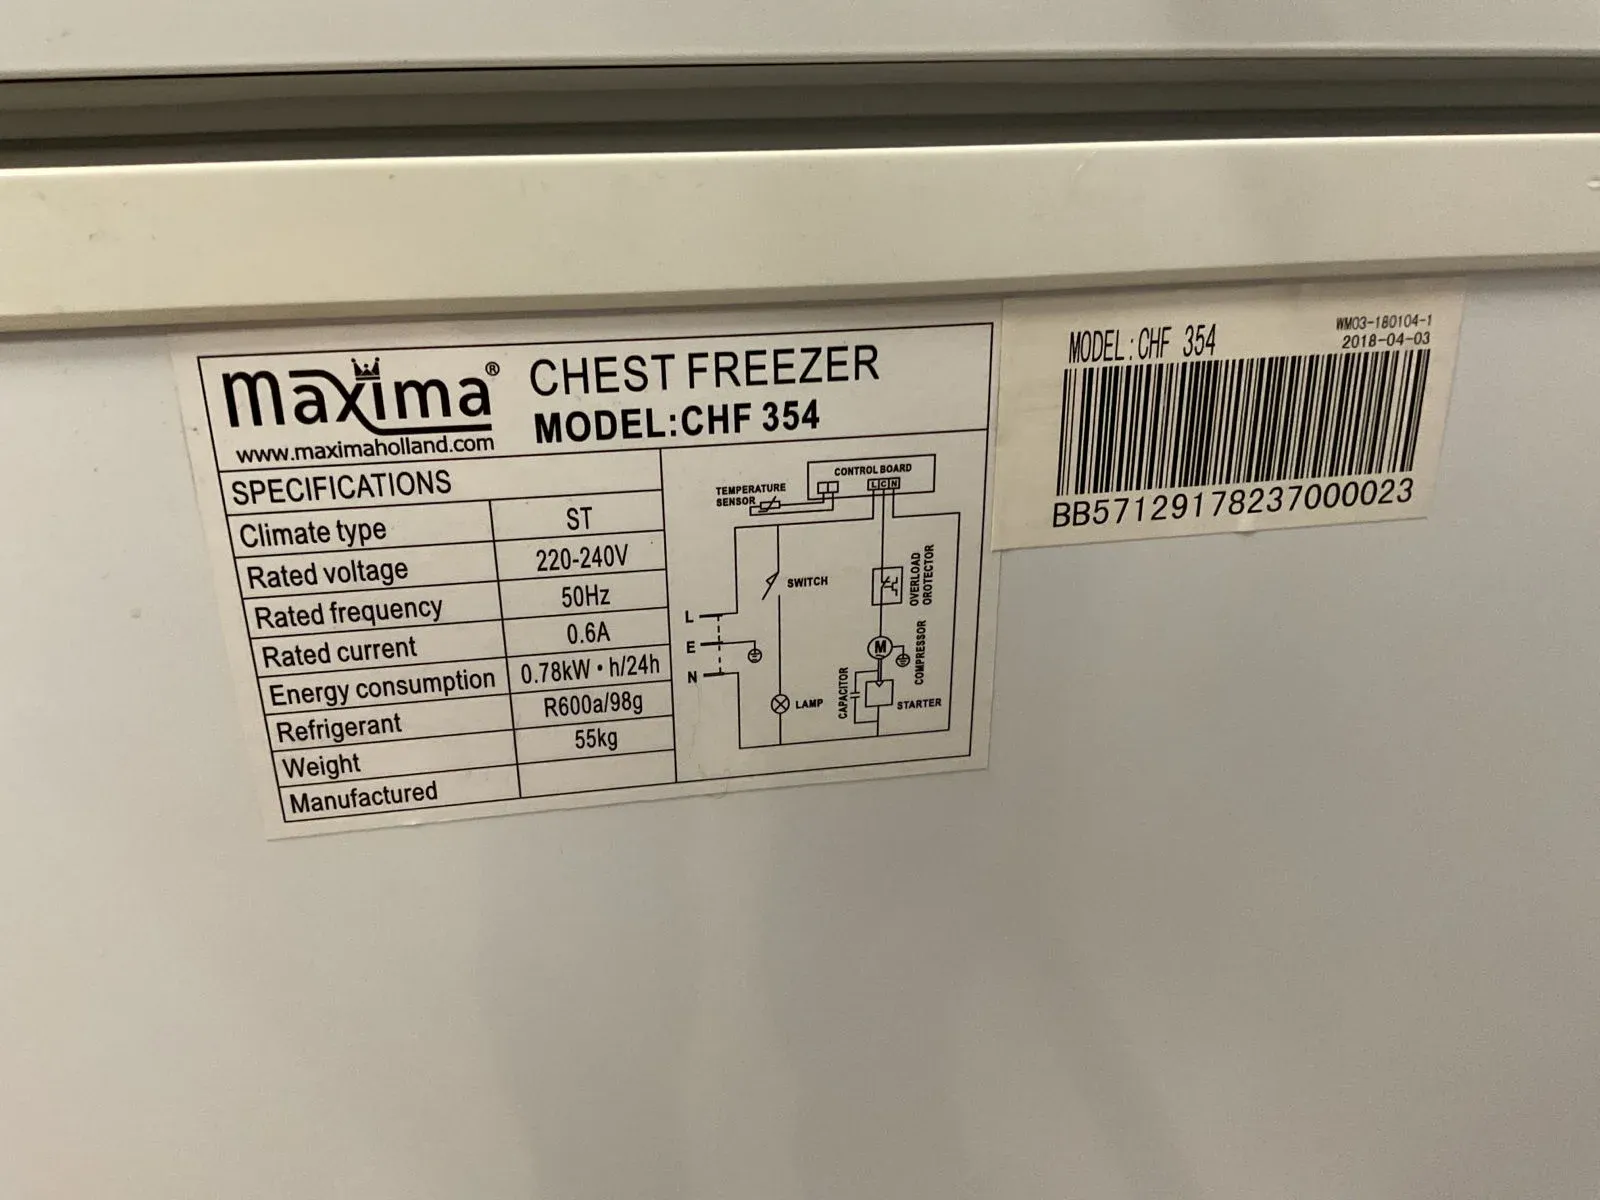 maxima®
www.maximaholland.com
CHEST FREEZER
MODEL:CHF 354
SPECIFICATIONS
Climate type ST
Rated voltage 220-240V
Rated frequency 50Hz
Rated current 0.6A
Energy consumption 0.78kW·h/24h
Refrigerant R600a/98g
Weight 55kg
Manufactured
CONTROL BOARD
L C N
TEMPERATURE
SENSOR
SWITCH
OVERLOAD
OROTECTOR
L
E
N
M
COMPRESSOR
CAPACITOR
LAMP
STARTER
MODEL:CHF 354
WM03-180104-1
2018-04-03
BB57129178237000023